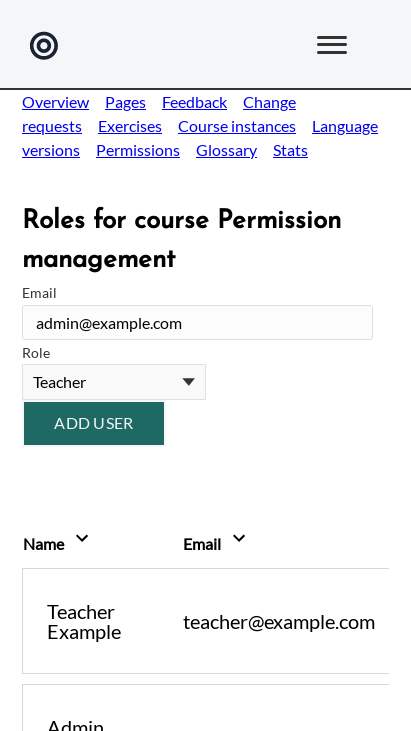 Overview Pages Feedback Change
requests Exercises Course instances Language
versions Permissions Glossary Stats
Roles for course Permission
management
Email
admin@example.com
Role
Teacher
ADD USER
Name Email
Teacher
Example
teacher@example.com
Admin